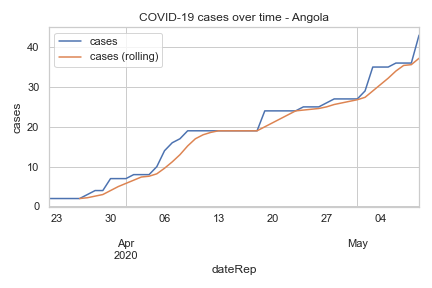 COVID-19 cases over time - Angola
cases
cases (rolling)
cases
40
30
20
10
0
23 30 06 13 20 27 04
Apr May
2020
dateRep